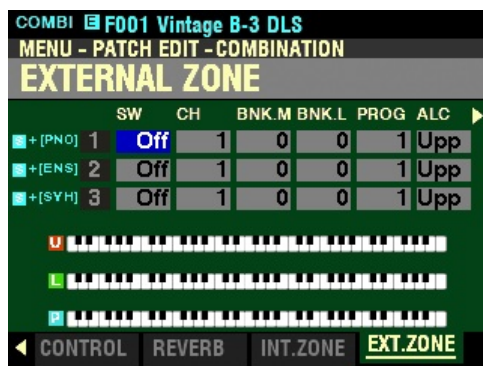 COMBI E F001 Vintage B-3 DLS
MENU - PATCH EDIT - COMBINATION
EXTERNAL ZONE
SW CH BNK.M BNK.L PROG ALC
S+[PNO] 1 Off 1 0 0 1 Upp
S+[ENS] 2 Off 1 0 0 1 Upp
S+[SYH] 3 Off 1 0 0 1 Upp
U
L
P
CONTROL REVERB INT.ZONE EXT.ZONE